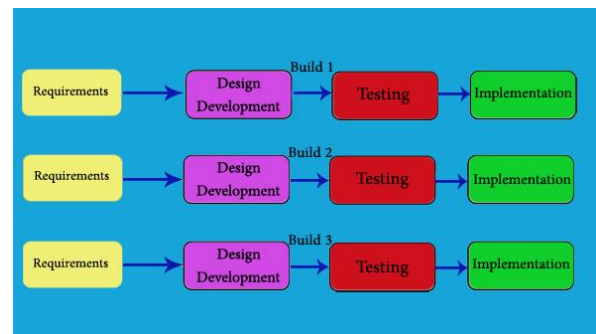 Build 1
Requirements
Design
Development
Testing
Implementation
Build 2
Requirements
Design
Development
Testing
Implementation
Build 3
Requirements
Design
Development
Testing
Implementation